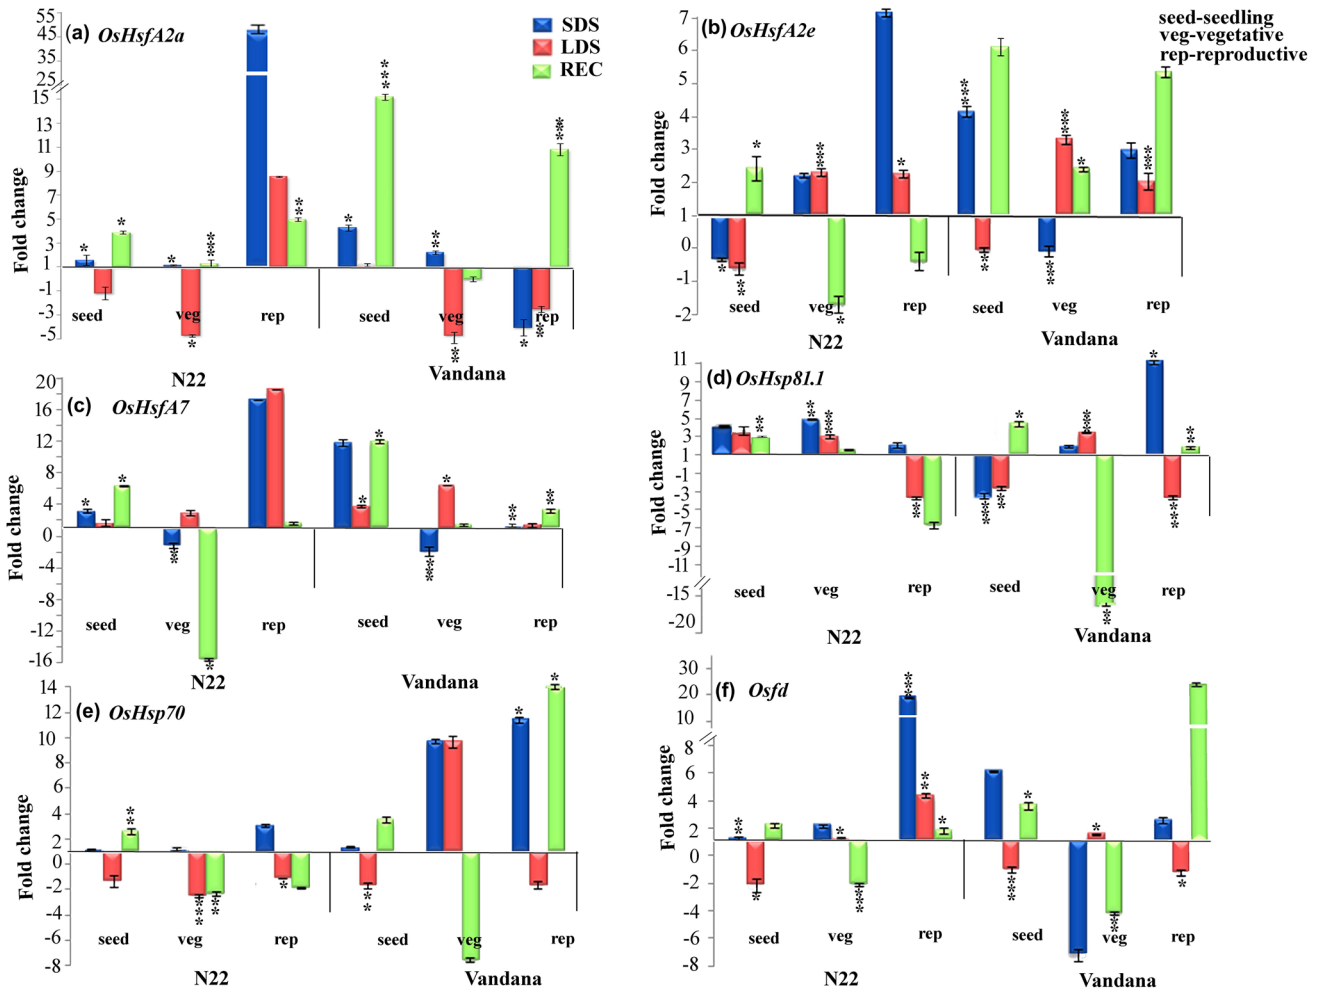 (a) OsHsfA2a
SDS
LDS
REC
Fold change
55
45
35
25
15
13
11
9
7
5
3
1
-1
-3
-5
seed
veg
rep
seed
veg
rep
N22
Vandana
(b) OsHsfA2e
seed-seedling
veg-vegetative
rep-reproductive
Fold change
7
6
5
4
3
2
1
0
-1
-2
seed
veg
rep
seed
veg
rep
N22
Vandana
(c) OsHsfA7
Fold change
20
16
12
8
4
0
-4
-8
-12
-16
seed
veg
rep
seed
veg
rep
N22
Vandana
(d) OsHsp81.1
Fold change
11
9
7
5
3
1
-1
-3
-5
-7
-9
-11
-15
-20
seed
veg
rep
seed
veg
rep
N22
Vandana
(e) OsHsp70
Fold change
14
12
10
8
6
4
2
0
-2
-4
-6
-8
seed
veg
rep
seed
veg
rep
N22
Vandana
(f) Osfd
Fold change
30
20
10
8
6
4
2
0
-2
-4
-6
-8
seed
veg
rep
seed
veg
rep
N22
Vandana